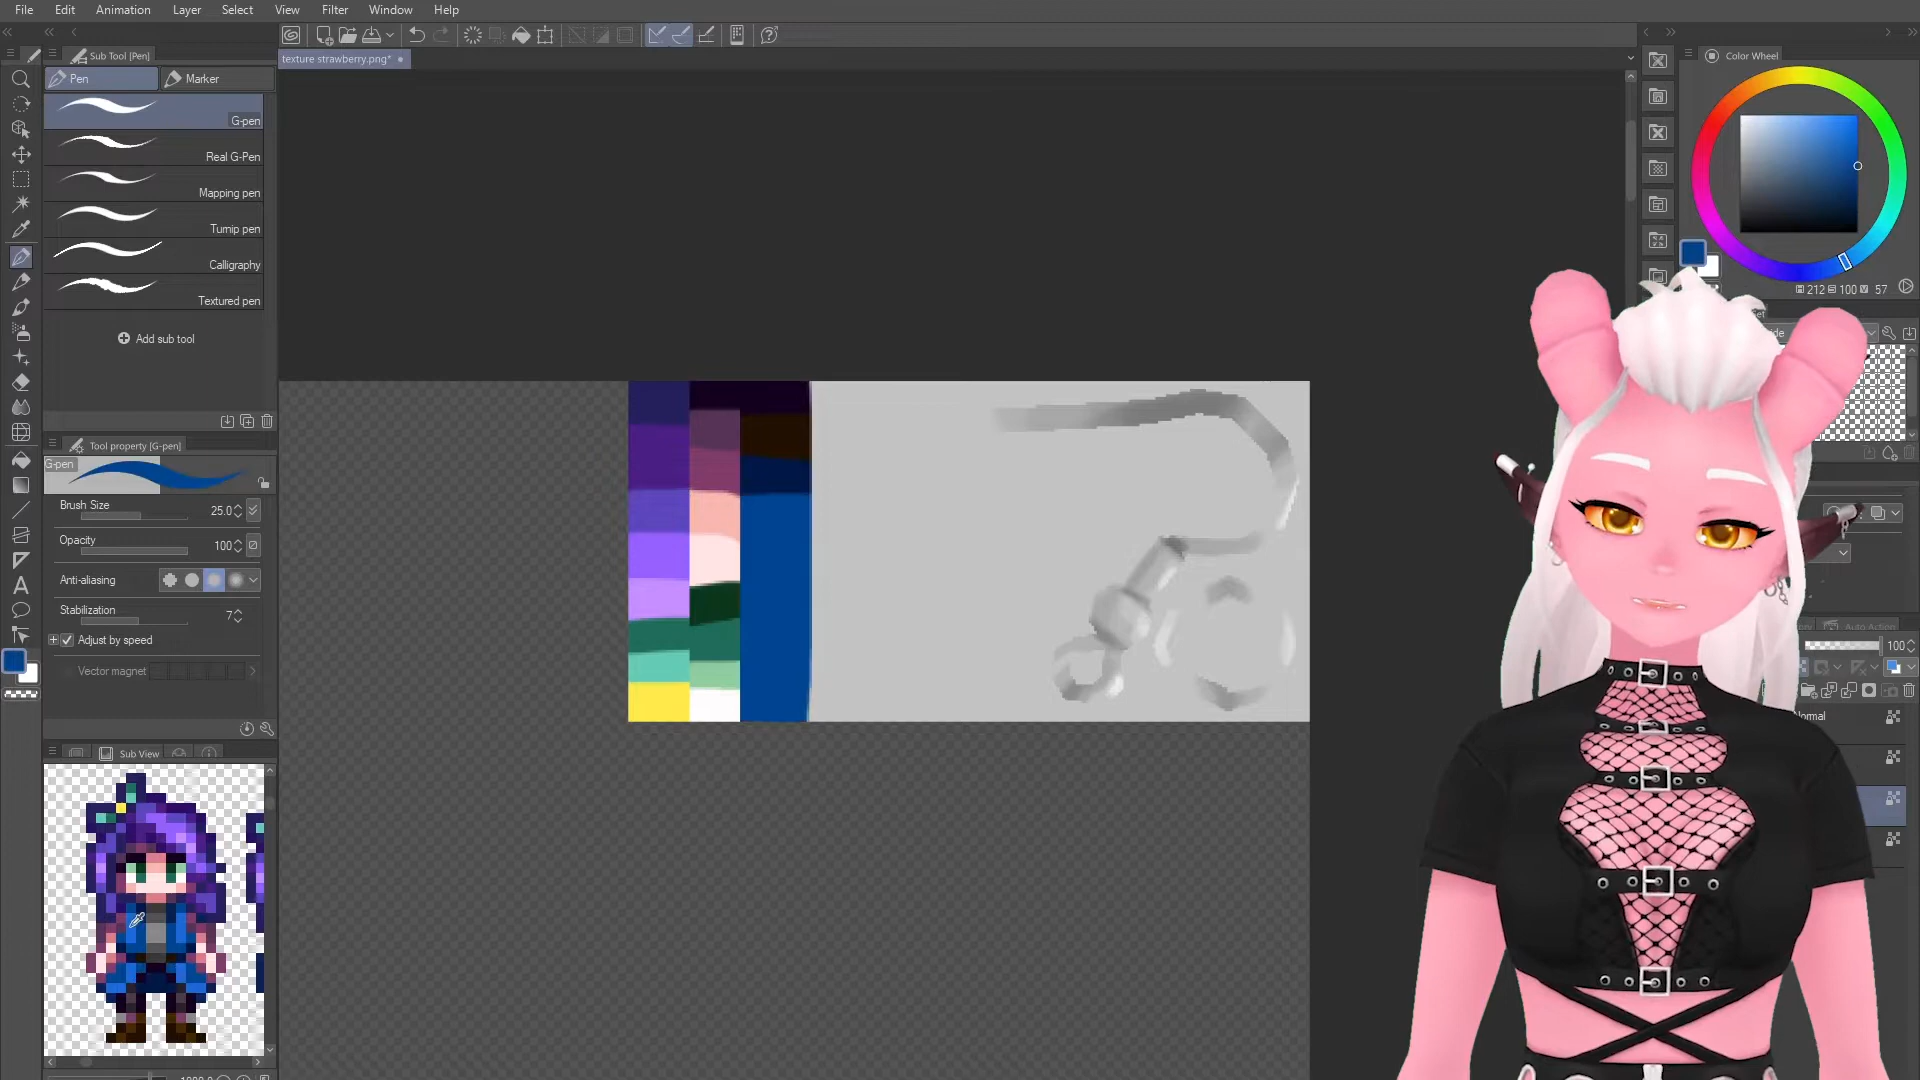 File Edit Animation Layer Select View Filter Window Help
Sub Tool [Pen]
Color Wheel
texture strawberry.png*
Pen
Marker
G-pen
Real G-Pen
Mapping pen
Turnip pen
Calligraphy
Textured pen
Add sub tool
212 100 57
Tool property [G-pen]
G-pen
Brush Size 25.0
Opacity 100
Anti-aliasing
Stabilization 7
Adjust by speed
Auto Action
100
Vector magnet
Normal
Sub View